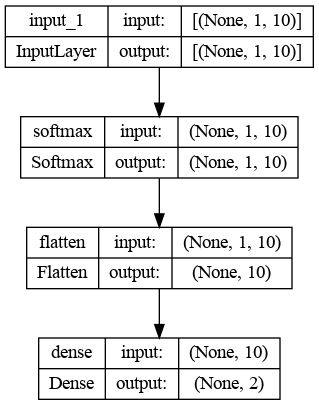 input_1 input: [(None, 1, 10)]
InputLayer output: [(None, 1, 10)]
softmax input: (None, 1, 10)
Softmax output: (None, 1, 10)
flatten input: (None, 1, 10)
Flatten output: (None, 10)
dense input: (None, 10)
Dense output: (None, 2)